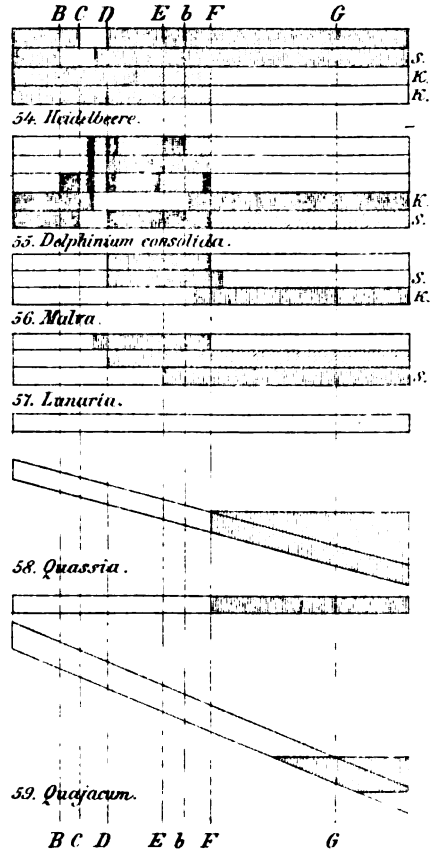 B C D E b F G
S.
K.
K.
54. Heidelbeere.
K.
S.
55. Delphinium consolida.
S.
K.
56. Malva.
S.
57. Lunaria.
58. Quassia.
59. Quajacum.
B C D E b F G